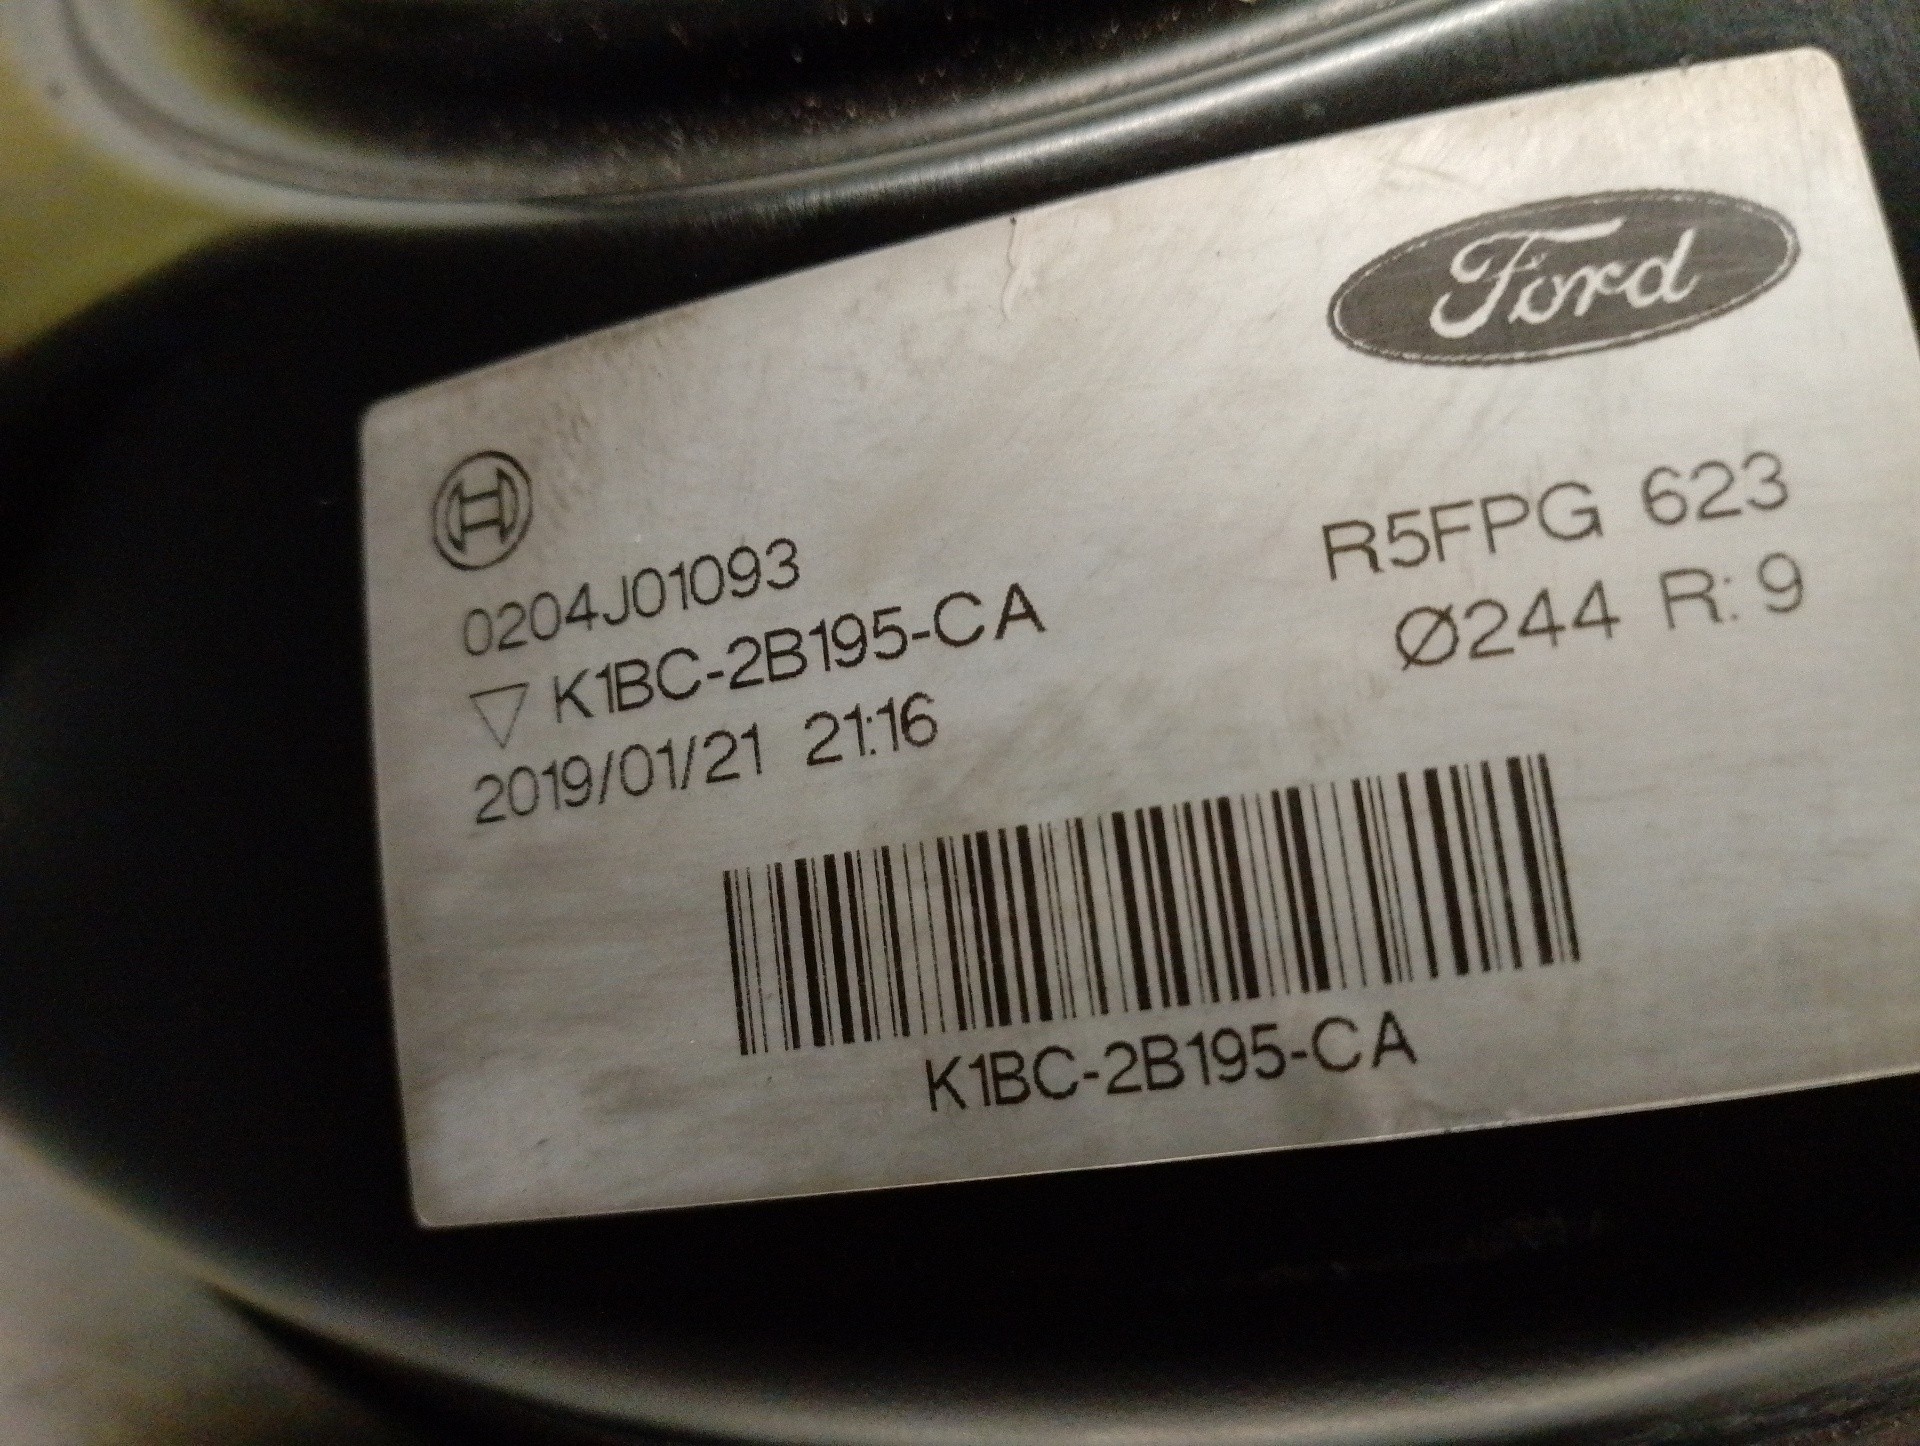 Ford
0204J01093
K1BC-2B195-CA
2019/01/21 21:16
R5FPG 623
Ø244 R: 9
K1BC-2B195-CA